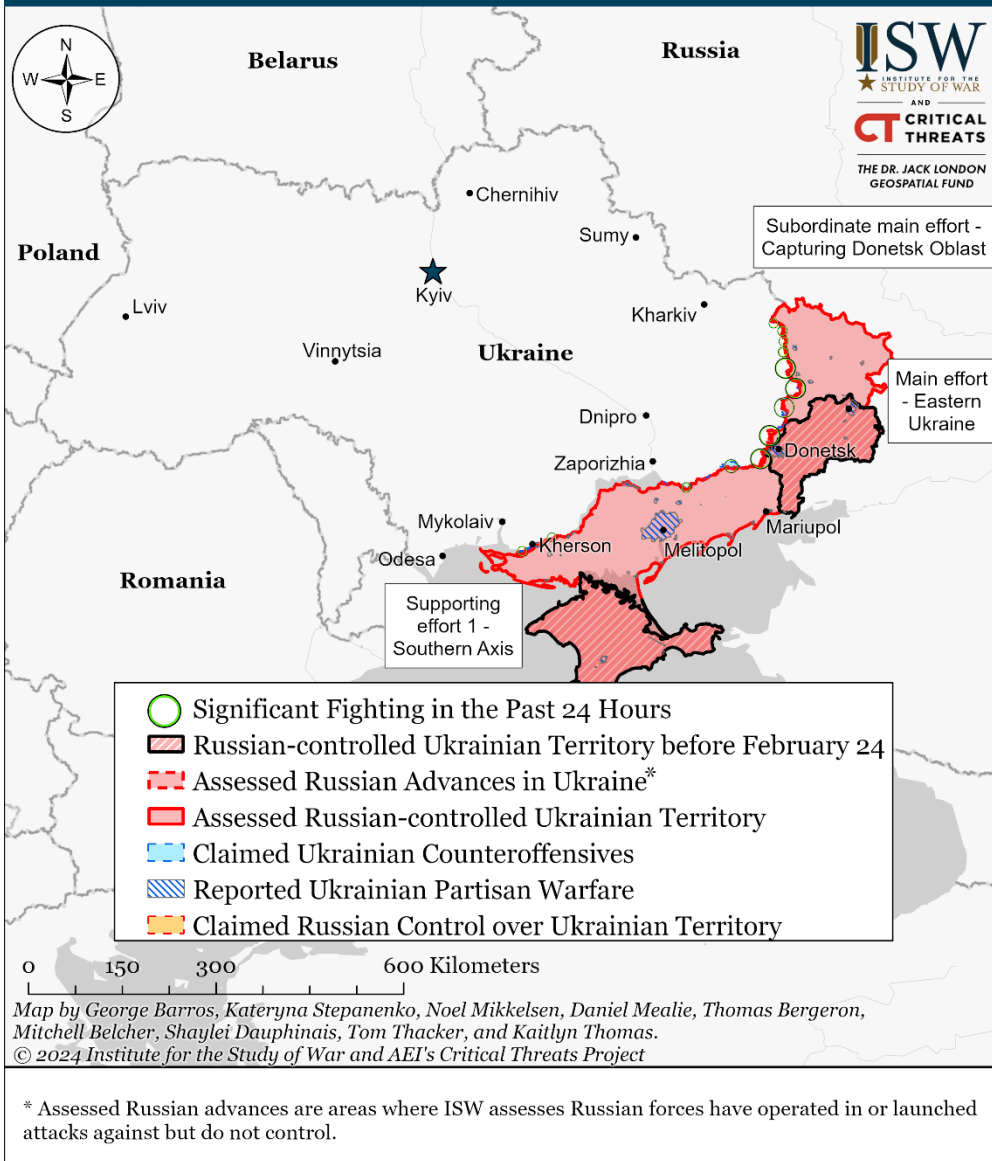 N
W
E
S
Belarus
Russia
ISW
INSTITUTE FOR THE
STUDY OF WAR
AND
CT CRITICAL
THREATS
THE DR. JACK LONDON
GEOSPATIAL FUND
Chernihiv
Sumy
Subordinate main effort -
Capturing Donetsk Oblast
Poland
Kyiv
Lviv
Kharkiv
Vinnytsia
Ukraine
Main effort
- Eastern
Ukraine
Dnipro
Donetsk
Zaporizhia
Mykolaiv
Mariupol
Kherson
Melitopol
Odesa
Romania
Supporting
effort 1 -
Southern Axis
Significant Fighting in the Past 24 Hours
Russian-controlled Ukrainian Territory before February 24
Assessed Russian Advances in Ukraine*
Assessed Russian-controlled Ukrainian Territory
Claimed Ukrainian Counteroffensives
Reported Ukrainian Partisan Warfare
Claimed Russian Control over Ukrainian Territory
0 150 300 600 Kilometers
Map by George Barros, Kateryna Stepanenko, Noel Mikkelsen, Daniel Mealie, Thomas Bergeron,
Mitchell Belcher, Shaylei Dauphinais, Tom Thacker, and Kaitlyn Thomas.
© 2024 Institute for the Study of War and AEI's Critical Threats Project
* Assessed Russian advances are areas where ISW assesses Russian forces have operated in or launched
attacks against but do not control.